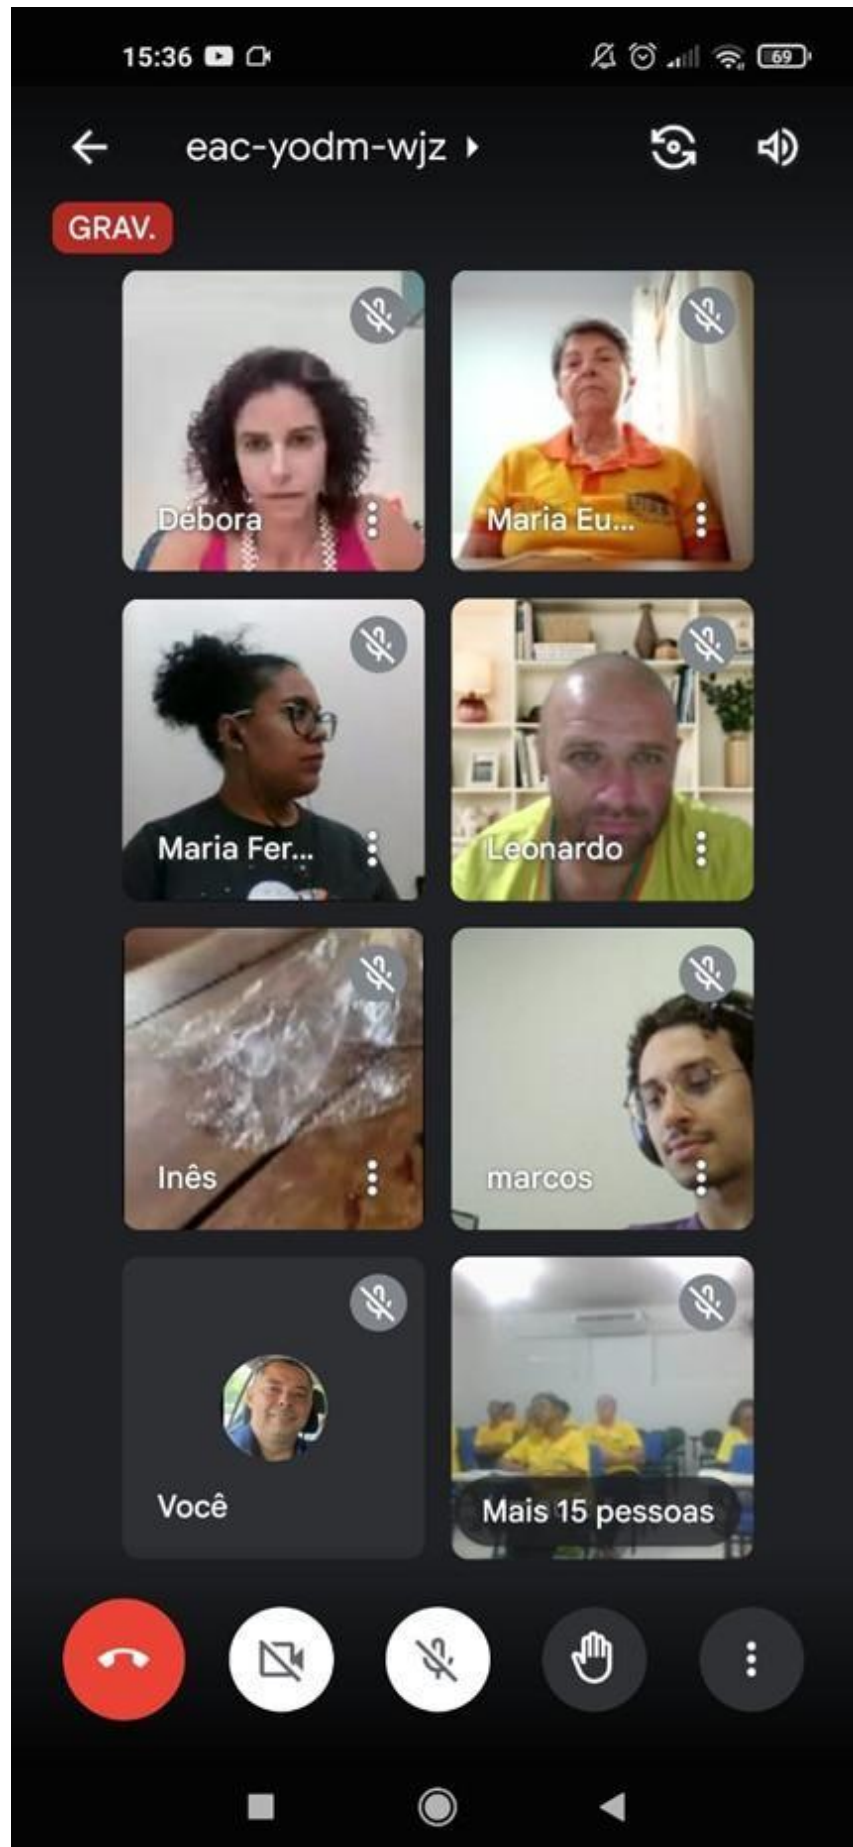 15:36
69
eac-yodm-wjz
GRAV.
Débora
Maria Eu...
Maria Fer...
Leonardo
Inês
marcos
Você
Mais 15 pessoas